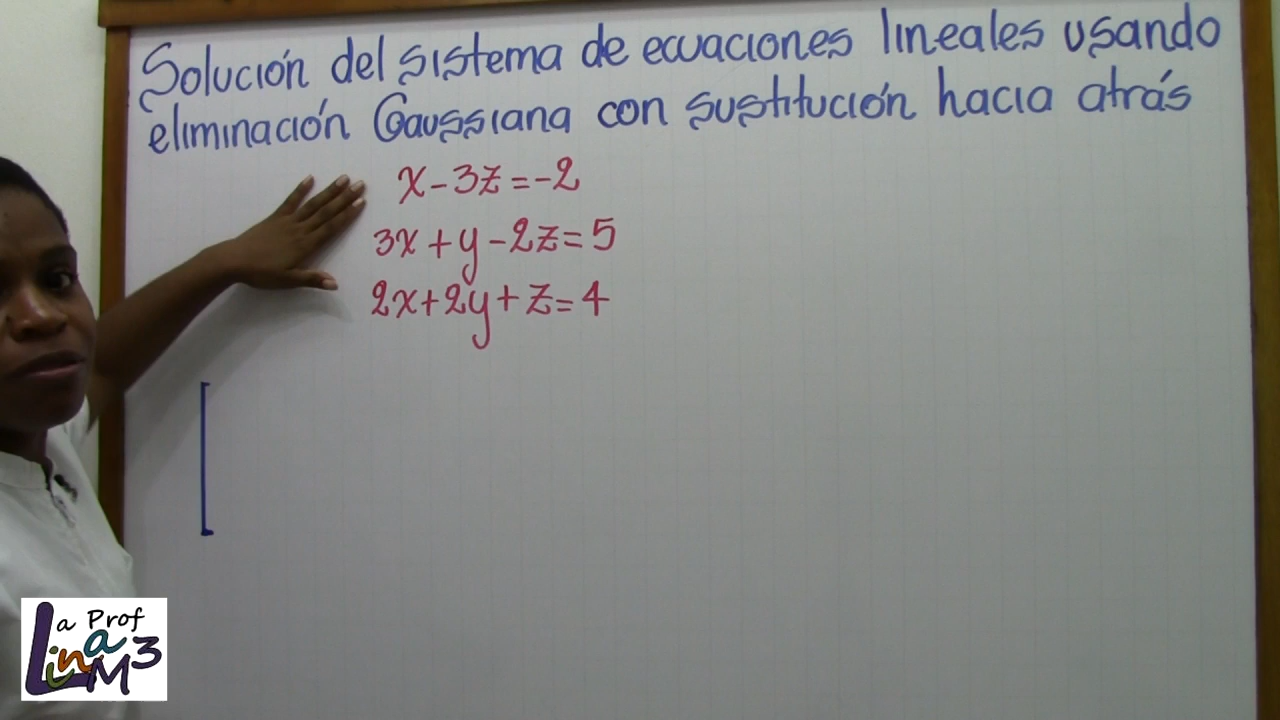 Solución del sistema de ecuaciones lineales usando
eliminación Gaussiana con sustitución hacia atrás
x-3z=-2
3x+y-2z=5
2x+2y+z=4
La Prof
Lina M3